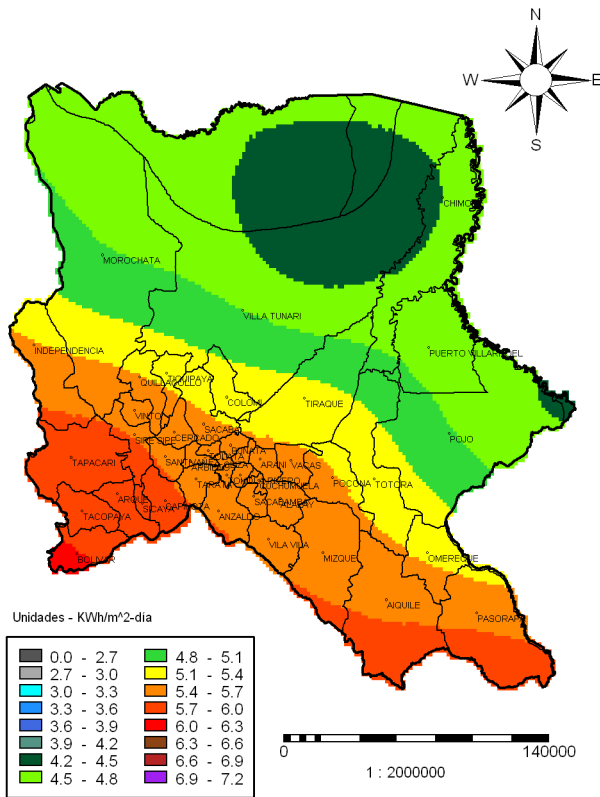 N
W E
S
CHIMORE
MOROCHATA
VILLA TUNARI
INDEPENDENCIA
PUERTO VILLARROEL
TIQUIPAYA
QUILLACOLLO
COLOMI
TIRAQUE
VINTO
SACABA
SIPE SIPE
CERCADO
POJO
PUNATA
TAPACARI
SANTIVAÑEZ
ARANI
VACAS
TARATA
CUCHUMUELA
POCONA
TOTORA
ARQUE
SICAYA
CAPINOTA
SACABAMBA
ALALAY
TACOPAYA
ANZALDO
VILA VILA
MIZQUE
OMEREQUE
BOLIVAR
AIQUILE
PASORAPA
Unidades - KWh/m^2-día
0.0 - 2.7 4.8 - 5.1
2.7 - 3.0 5.1 - 5.4
3.0 - 3.3 5.4 - 5.7
3.3 - 3.6 5.7 - 6.0
3.6 - 3.9 6.0 - 6.3
3.9 - 4.2 6.3 - 6.6
4.2 - 4.5 6.6 - 6.9
4.5 - 4.8 6.9 - 7.2
0 140000
1 : 2000000